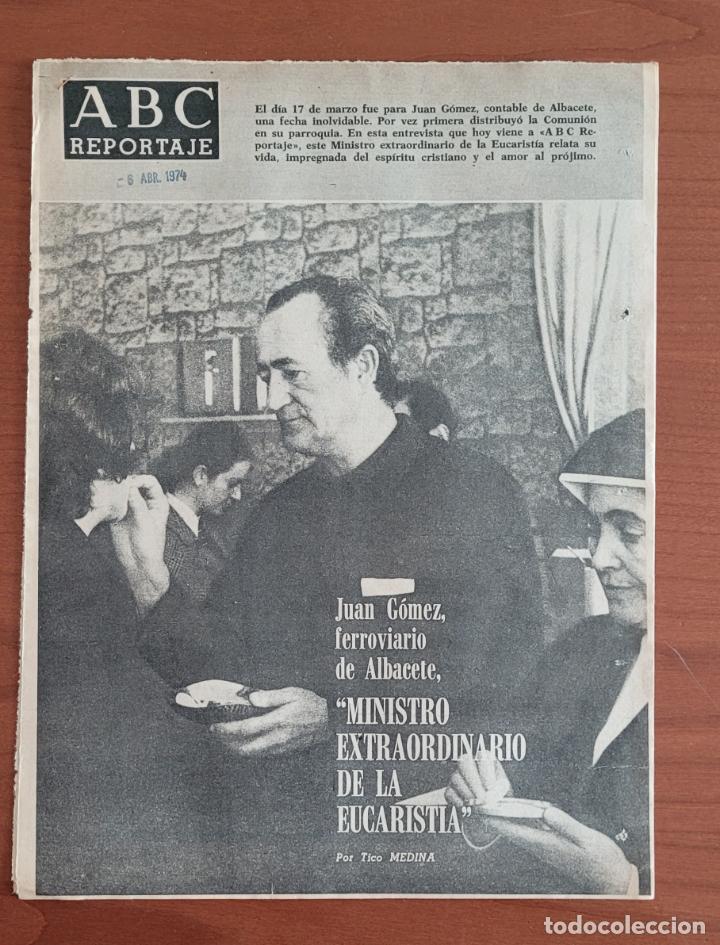 ABC
REPORTAJE
- 6 ABR. 1974
El día 17 de marzo fue para Juan Gómez, contable de Albacete,
una fecha inolvidable. Por vez primera distribuyó la Comunión
en su parroquia. En esta entrevista que hoy viene a «A B C Re-
portaje», este Ministro extraordinario de la Eucaristía relata su
vida, impregnada del espíritu cristiano y el amor al prójimo.
Juan Gómez,
ferroviario
de Albacete,
“MINISTRO
EXTRAORDINARIO
DE LA
EUCARISTIA”
Por Tico MEDINA
todocoleccion